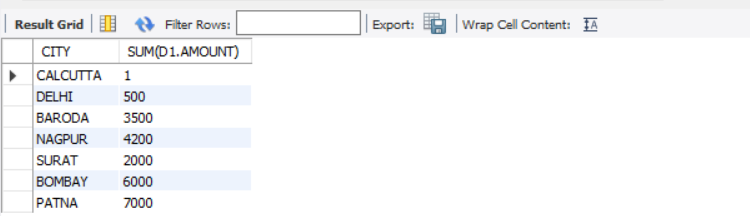 Result Grid Filter Rows: Export: Wrap Cell Content: IA
CITY SUM(D1.AMOUNT)
CALCUTTA 1
DELHI 500
BARODA 3500
NAGPUR 4200
SURAT 2000
BOMBAY 6000
PATNA 7000